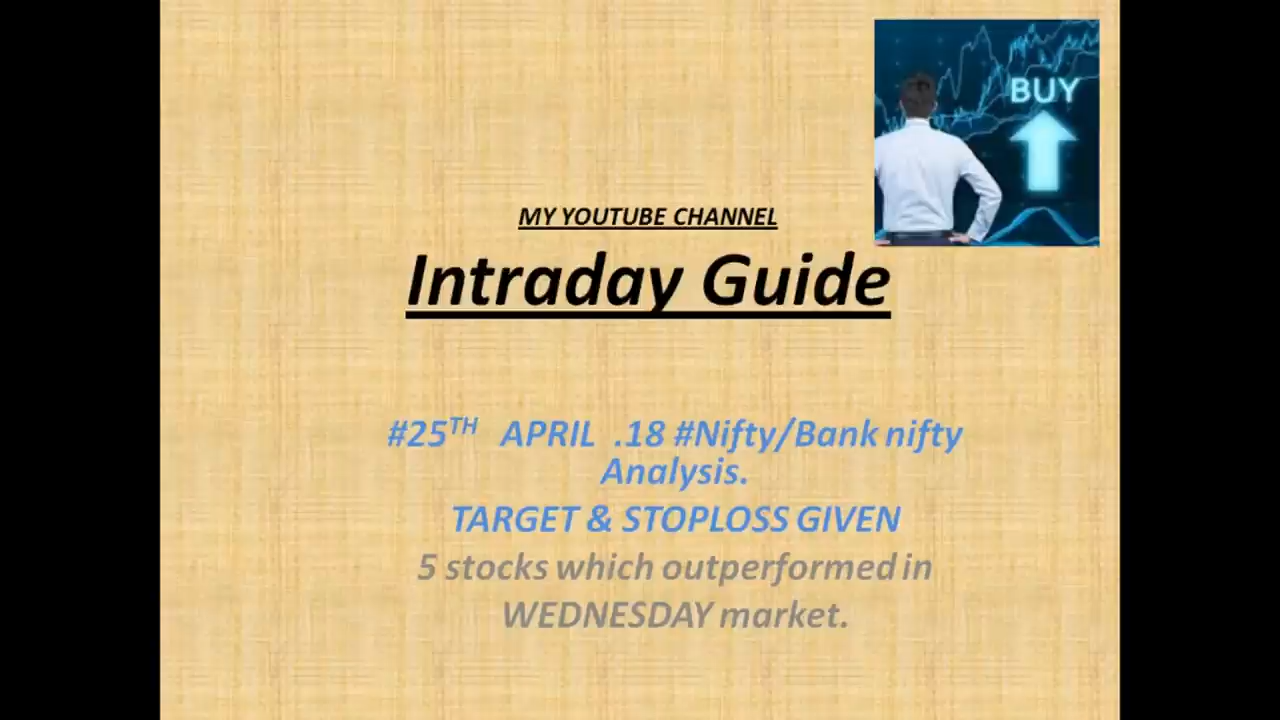 BUY
MY YOUTUBE CHANNEL
Intraday Guide
#25TH APRIL .18 #Nifty/Bank nifty
Analysis.
TARGET & STOPLOSS GIVEN
5 stocks which outperformed in
WEDNESDAY market.